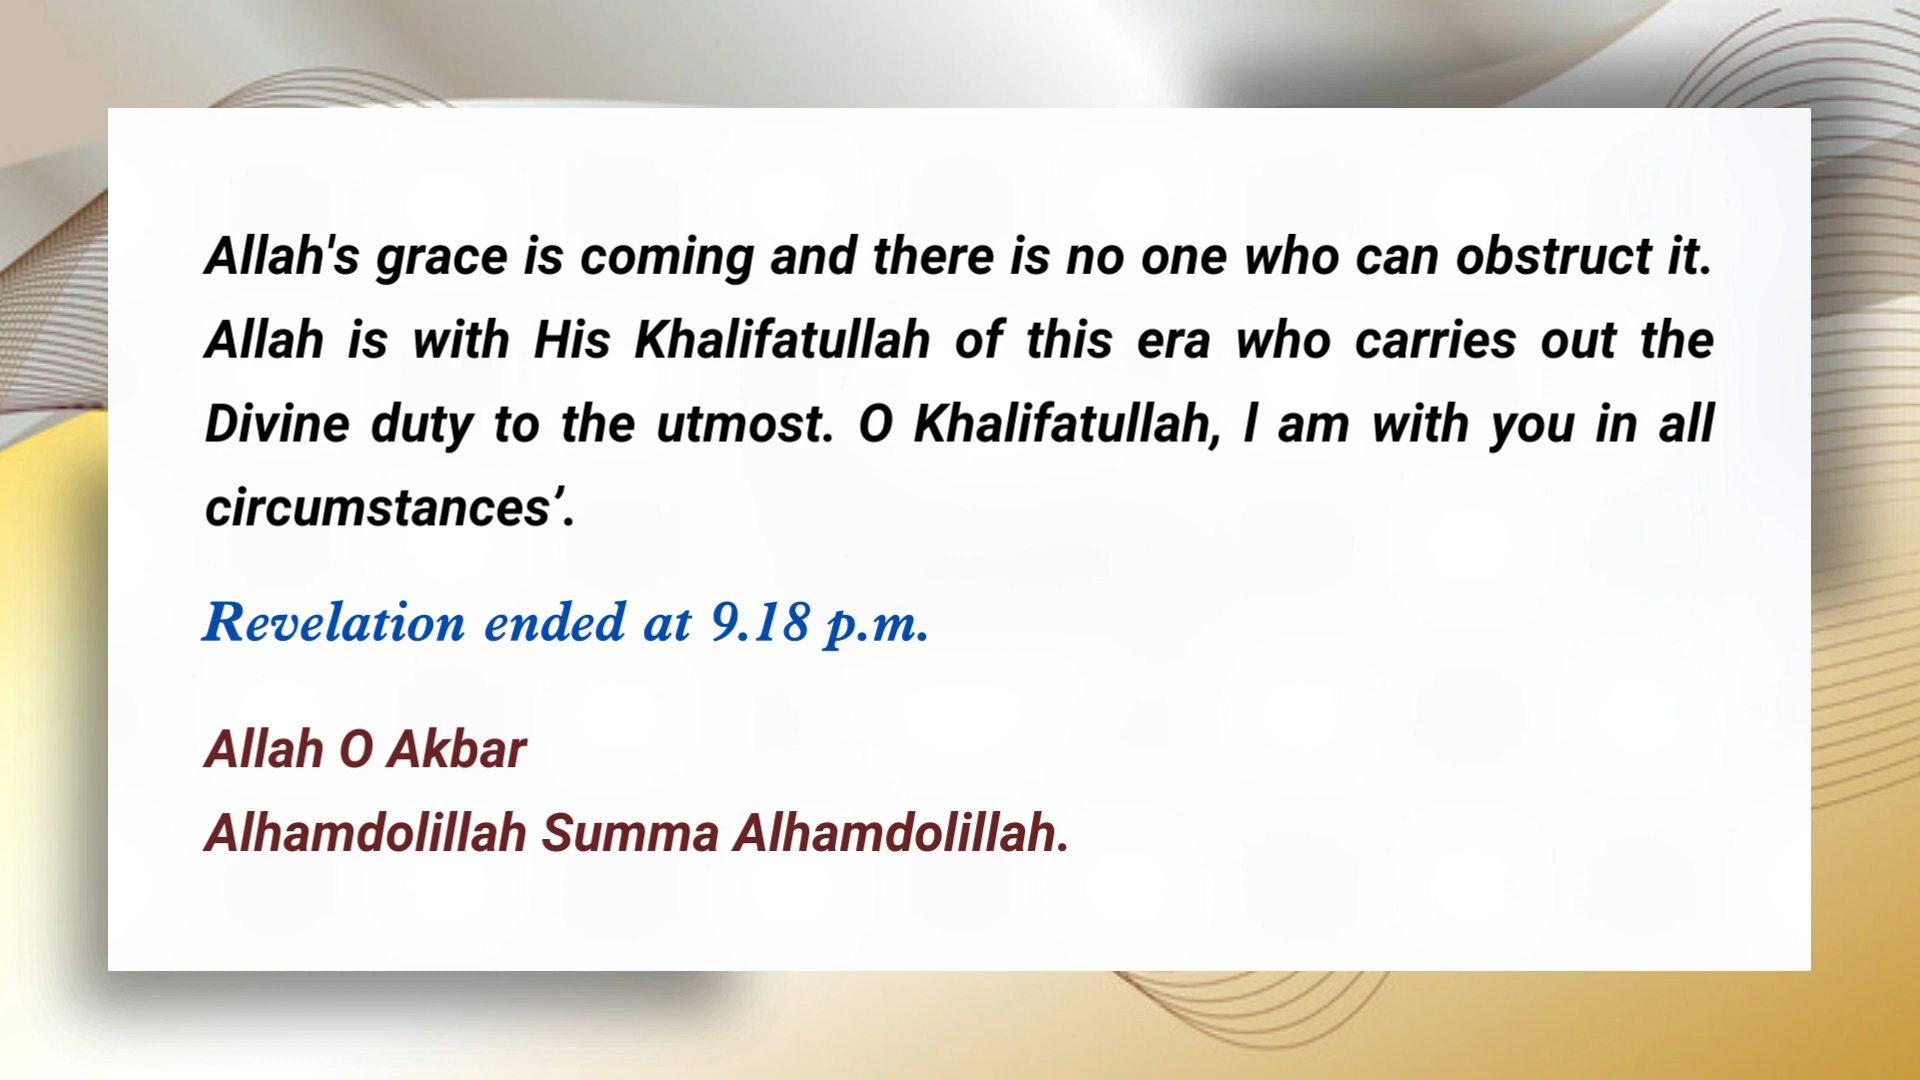 Allah's grace is coming and there is no one who can obstruct it.
Allah is with His Khalifatullah of this era who carries out the
Divine duty to the utmost. O Khalifatullah, l am with you in all
circumstances’.
Revelation ended at 9.18 p.m.
Allah O Akbar
Alhamdolillah Summa Alhamdolillah.